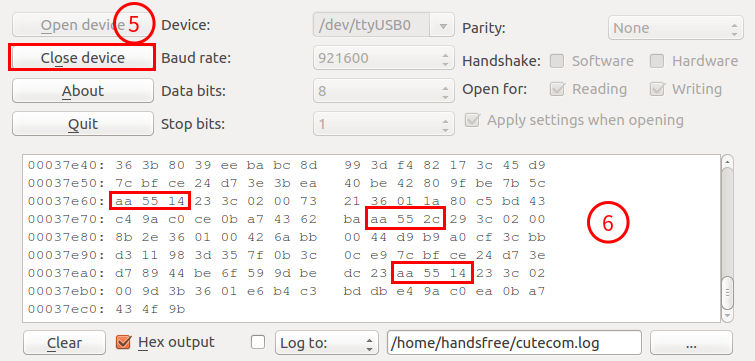 Open device 5 Device: /dev/ttyUSB0 Parity: None
Close device Baud rate: 921600 Handshake: Software Hardware
About Data bits: 8 Open for: Reading Writing
Quit Stop bits: 1 Apply settings when opening
00037e40: 36 3b 80 39 ee ba bc 8d 99 3d f4 82 17 3c 45 d9
00037e50: 7c bf ce 24 d7 3e 3b ea 40 be 42 80 9f be 7b 5c
00037e60: aa 55 14 23 3c 02 00 73 21 36 01 1a 80 c5 bd 43
00037e70: c4 9a c0 ce 0b a7 43 62 ba aa 55 2c 29 3c 02 00
00037e80: 8b 2e 36 01 00 42 6a bb 00 44 d9 b9 a0 cf 3c bb
00037e90: d3 11 98 3d 35 7f 0b 3c 0c e9 7c bf ce 24 d7 3e
00037ea0: d7 89 44 be 6f 59 9d be dc 23 aa 55 14 23 3c 02
00037eb0: 00 9d 3b 36 01 e6 b4 c3 bd db e4 9a c0 ea 0b a7
00037ec0: 43 4f 9b
6
Clear Hex output Log to: /home/handsfree/cutecom.log ...